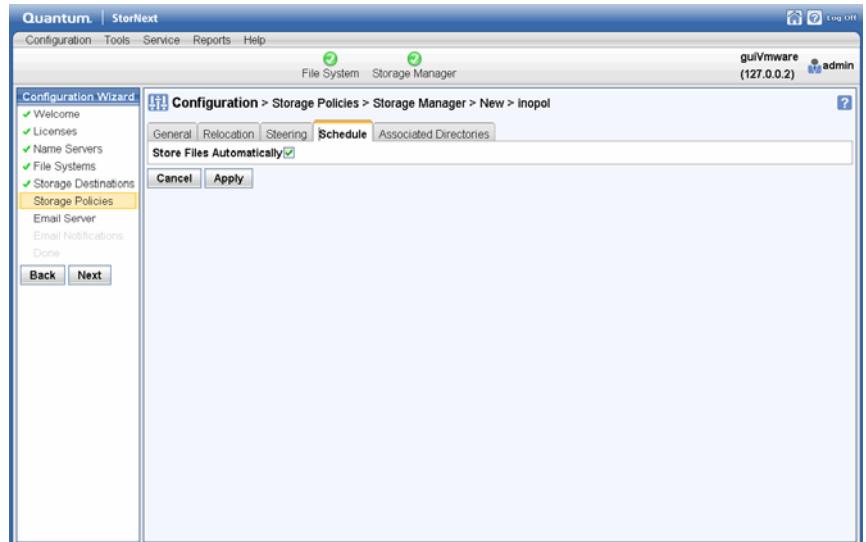 Quantum. | StorNext
Log Off
Configuration Tools Service Reports Help
File System Storage Manager
guiVmware
(127.0.0.2)
admin
Configuration Wizard
Welcome
Licenses
Name Servers
File Systems
Storage Destinations
Storage Policies
Email Server
Email Notifications
Done
Back Next
Configuration > Storage Policies > Storage Manager > New > inopol
?
General Relocation Steering Schedule Associated Directories
Store Files Automatically
Cancel Apply